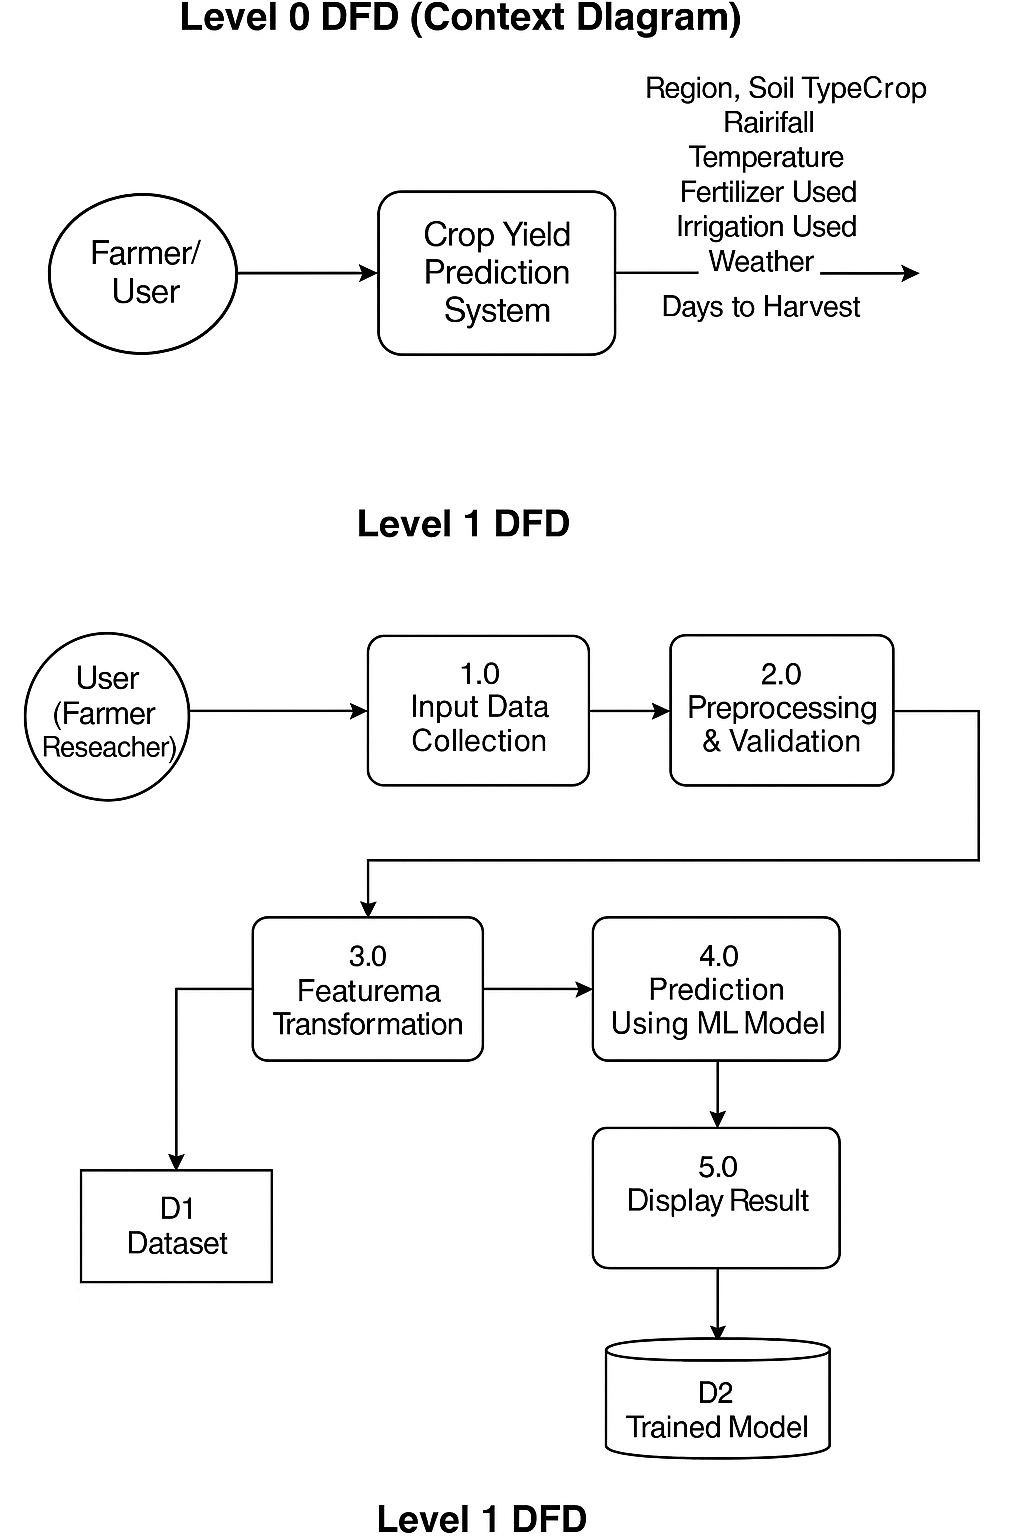 Level 0 DFD (Context Dlagram)
Region, Soil TypeCrop
Rairifall
Temperature
Fertilizer Used
Irrigation Used
Weather
Days to Harvest
Farmer/
User
Crop Yield
Prediction
System
Level 1 DFD
User
(Farmer
Reseacher)
1.0
Input Data
Collection
2.0
Preprocessing
& Validation
3.0
Featurema
Transformation
4.0
Prediction
Using ML Model
5.0
Display Result
D1
Dataset
D2
Trained Model
Level 1 DFD